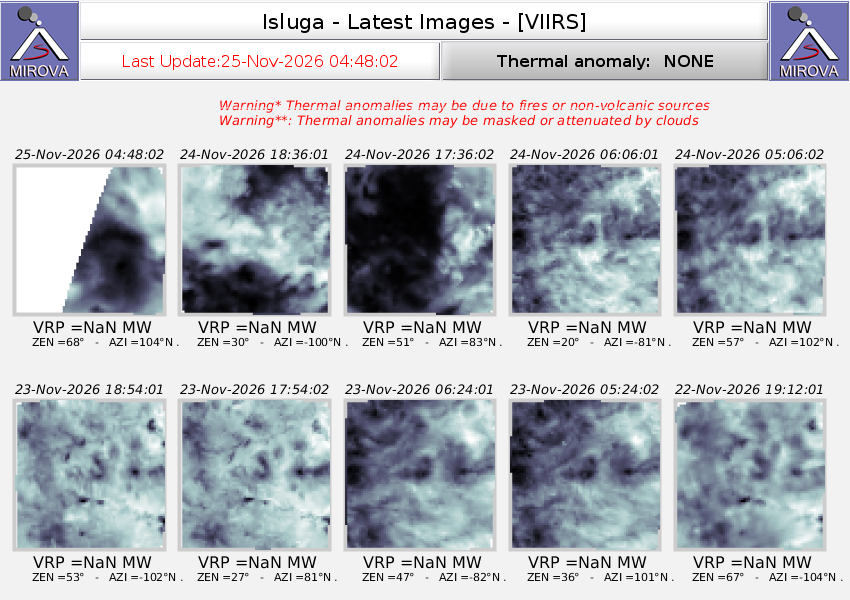 Isluga - Latest Images - [VIIRS]
MIROVA
MIROVA
Last Update:25-Nov-2026 04:48:02
Thermal anomaly: NONE
Warning* Thermal anomalies may be due to fires or non-volcanic sources
Warning**: Thermal anomalies may be masked or attenuated by clouds
25-Nov-2026 04:48:02
24-Nov-2026 18:36:01
24-Nov-2026 17:36:02
24-Nov-2026 06:06:01
24-Nov-2026 05:06:02
VRP =NaN MW
VRP =NaN MW
VRP =NaN MW
VRP =NaN MW
VRP =NaN MW
ZEN =68° - AZI =104°N .
ZEN =30° - AZI =-100°N .
ZEN =51° - AZI =83°N .
ZEN =20° - AZI =-81°N .
ZEN =57° - AZI =102°N .
23-Nov-2026 18:54:01
23-Nov-2026 17:54:02
23-Nov-2026 06:24:01
23-Nov-2026 05:24:02
22-Nov-2026 19:12:01
VRP =NaN MW
VRP =NaN MW
VRP =NaN MW
VRP =NaN MW
VRP =NaN MW
ZEN =53° - AZI =-102°N .
ZEN =27° - AZI =81°N .
ZEN =47° - AZI =-82°N .
ZEN =36° - AZI =101°N .
ZEN =67° - AZI =-104°N .